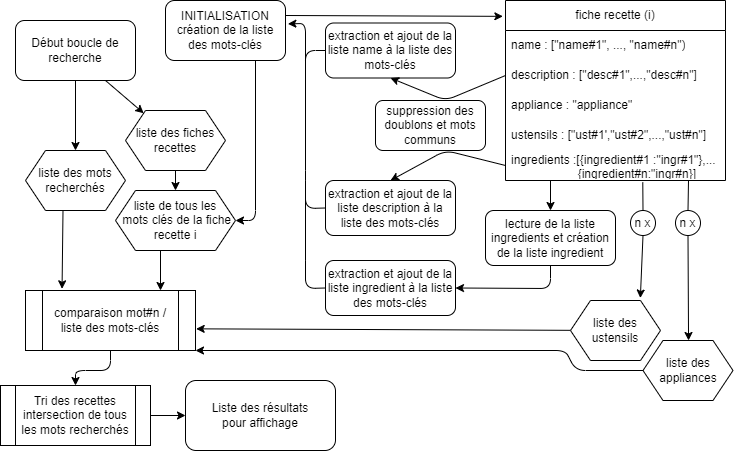 INITIALISATION
création de la liste
des mots-clés
fiche recette (i)
name : ["name#1", ..., "name#n")
description : ["desc#1",...,"desc#n"]
appliance : "appliance"
ustensils : ["ust#1',"ust#2",...,"ust#n"]
ingredients :[{ingredient#1 :"ingr#1"},...
{ingredient#n:"ingr#n}]
Début boucle de
recherche
extraction et ajout de la
liste name à la liste des
mots-clés
suppression des
doublons et mots
communs
liste des fiches
recettes
liste des mots
recherchés
liste de tous les
mots clés de la fiche
recette i
extraction et ajout de la
liste description à la
liste des mots-clés
lecture de la liste
ingredients et création
de la liste ingredient
n x
n x
extraction et ajout de la
liste ingredient à la liste
des mots-clés
comparaison mot#n /
liste des mots-clés
liste des
ustensils
liste des
appliances
Tri des recettes
intersection de tous
les mots recherchés
Liste des résultats
pour affichage